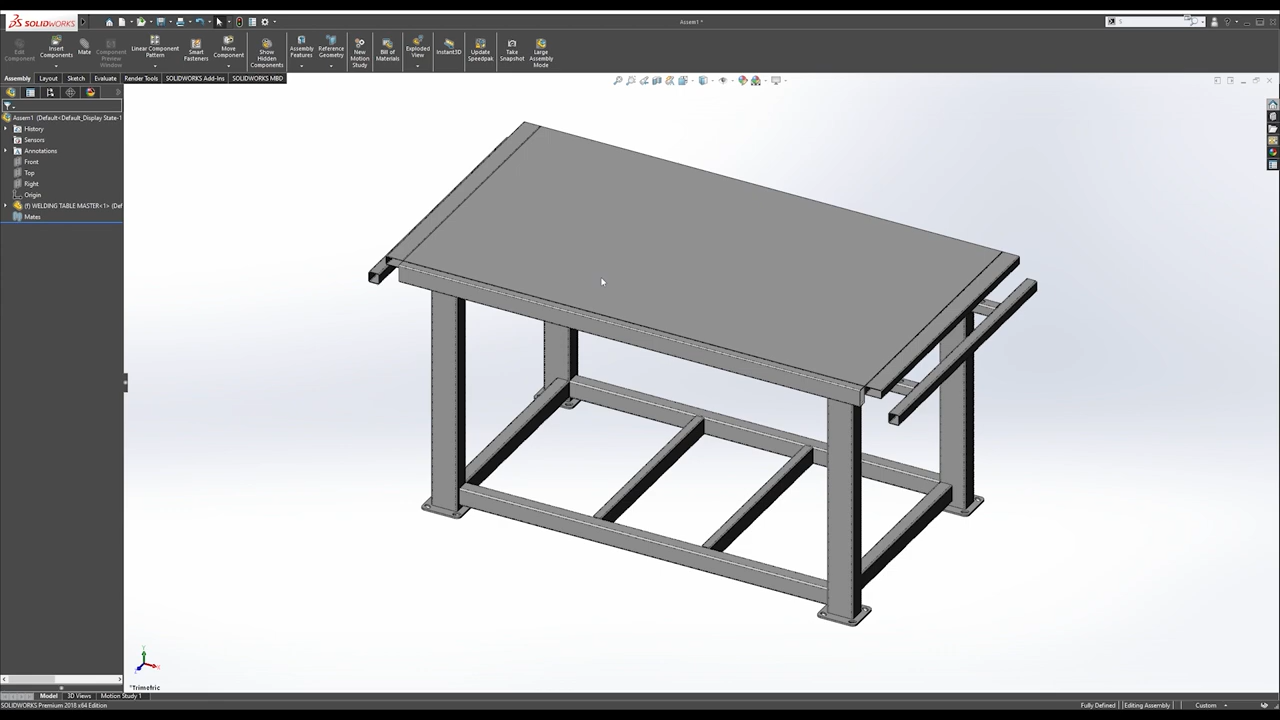 SOLIDWORKS
Assem1 *
Edit Component
Insert Components
Mate
Component Preview Window
Linear Component Pattern
Smart Fasteners
Move Component
Show Hidden Components
Assembly Features
Reference Geometry
New Motion Study
Bill of Materials
Exploded View
Instant3D
Update Speedpak
Take Snapshot
Large Assembly Mode
Assembly Layout Sketch Evaluate Render Tools SOLIDWORKS Add-Ins SOLIDWORKS MBD
Assem1 (Default<Default_Display State-1
History
Sensors
Annotations
Front
Top
Right
Origin
(f) WELDING TABLE MASTER<1> (Def
Mates
*Trimetric
Model 3D Views Motion Study 1
SOLIDWORKS Premium 2018 x64 Edition
Fully Defined Editing Assembly Custom